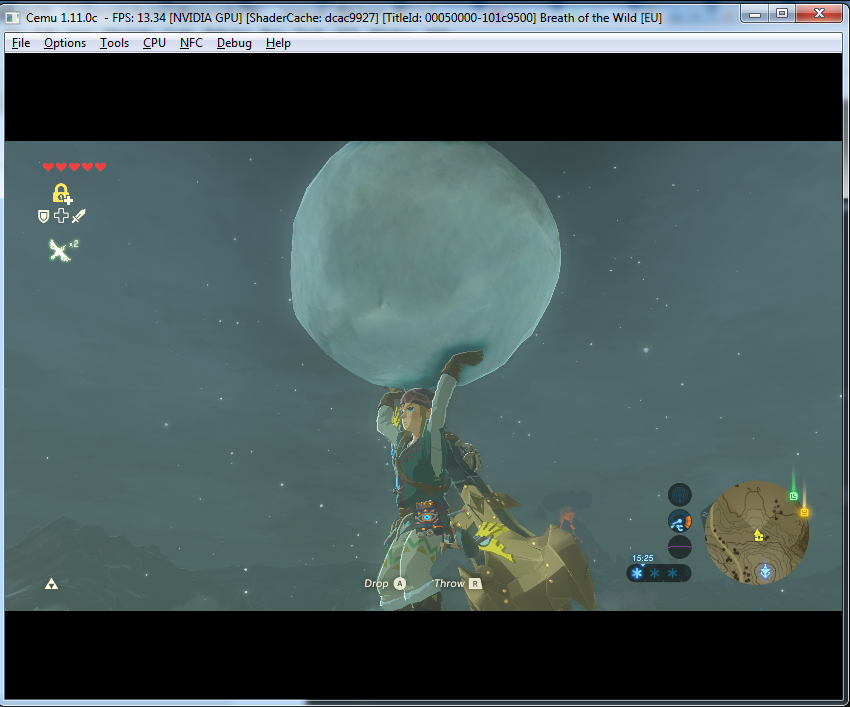 Cemu 1.11.0c - FPS: 13.34 [NVIDIA GPU] [ShaderCache: dcac9927] [TitleId: 00050000-101c9500] Breath of the Wild [EU]
File Options Tools CPU NFC Debug Help
x2
15:25
Drop A Throw R